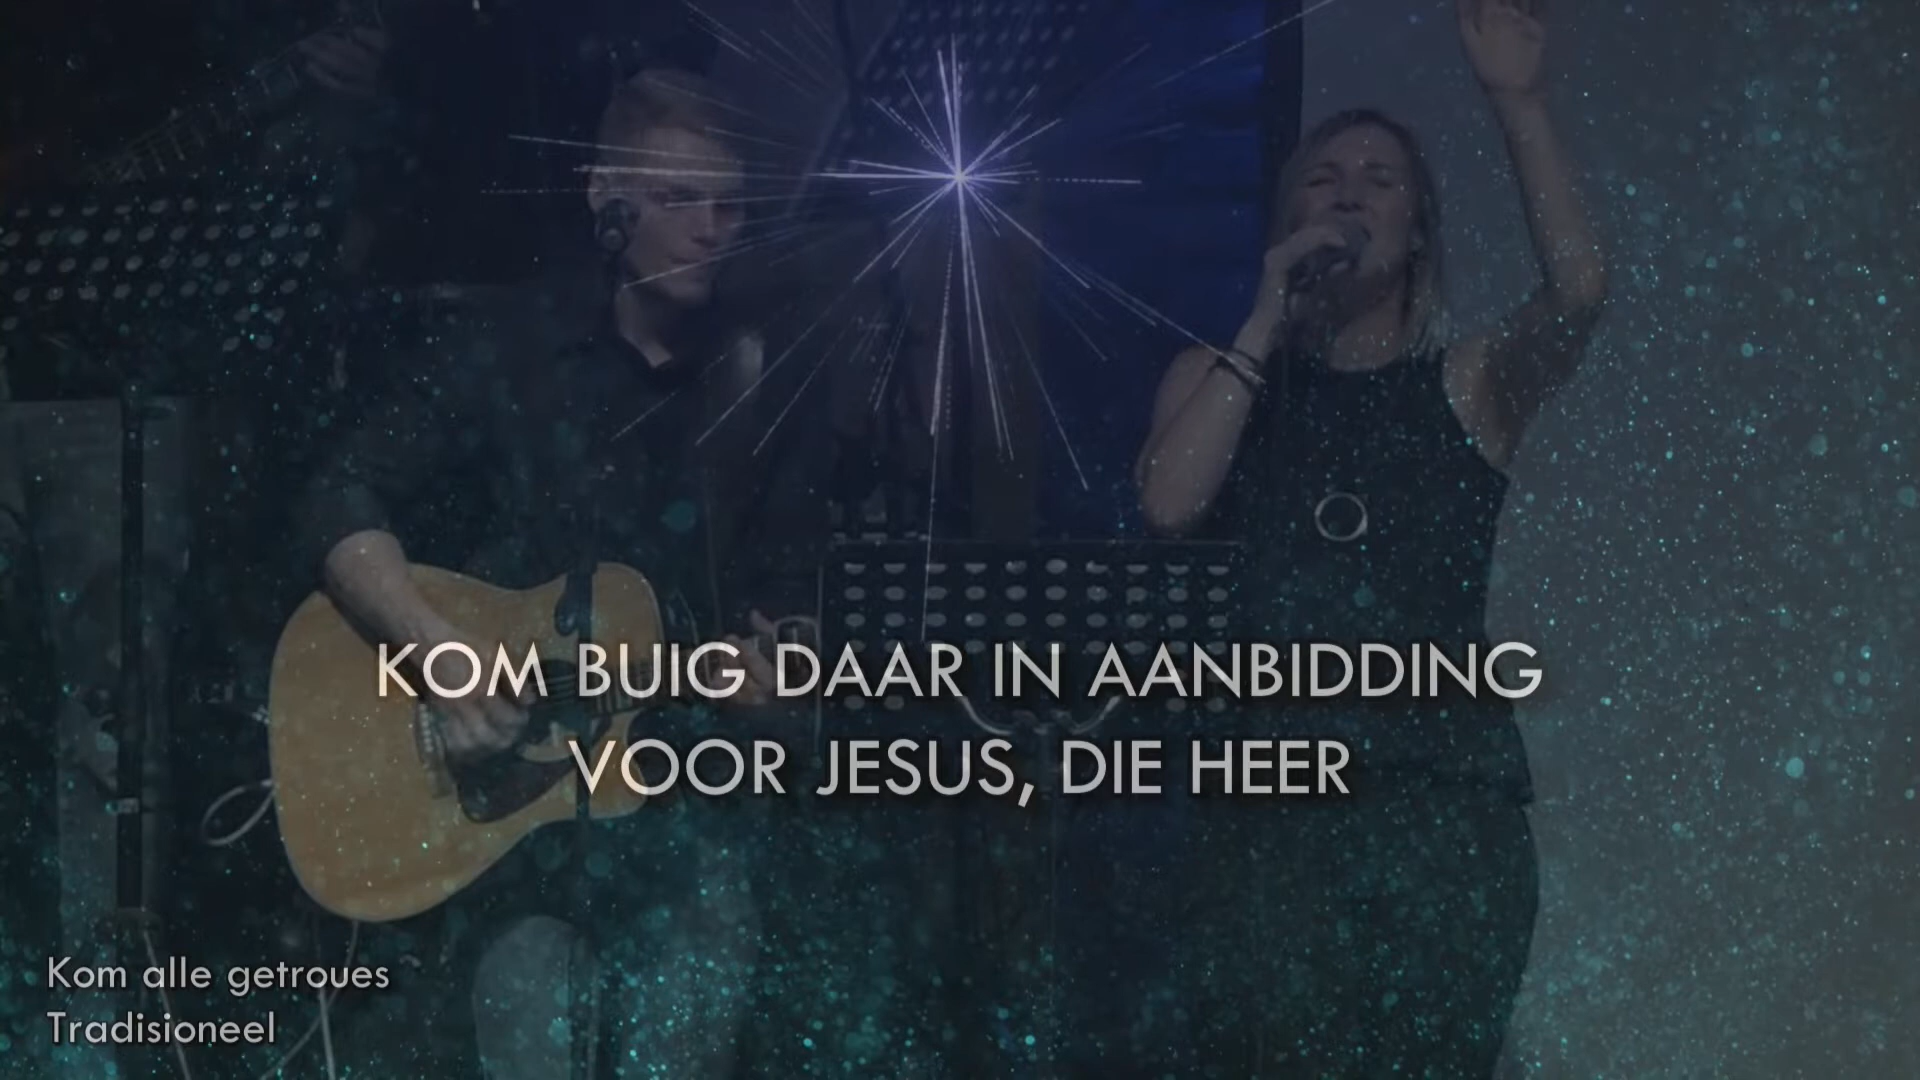 KOM BUIG DAAR IN AANBIDDING
VOOR JESUS, DIE HEER
Kom alle getroues
Tradisioneel